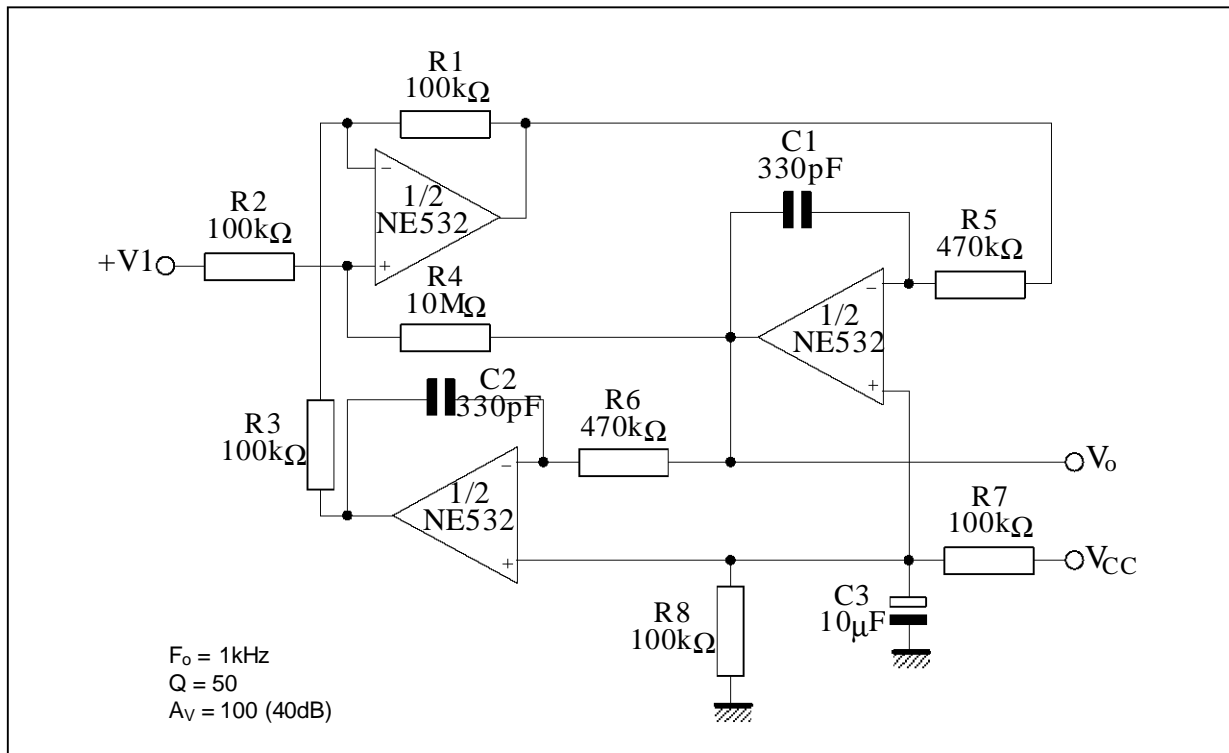 R1
100kΩ
C1
330pF
1/2
NE532
R2
100kΩ
R5
470kΩ
+V1
R4
10MΩ
1/2
NE532
C2
330pF
R6
470kΩ
R3
100kΩ
Vo
1/2
NE532
R7
100kΩ
VCC
R8
100kΩ
C3
10µF
Fo = 1kHz
Q = 50
AV = 100 (40dB)